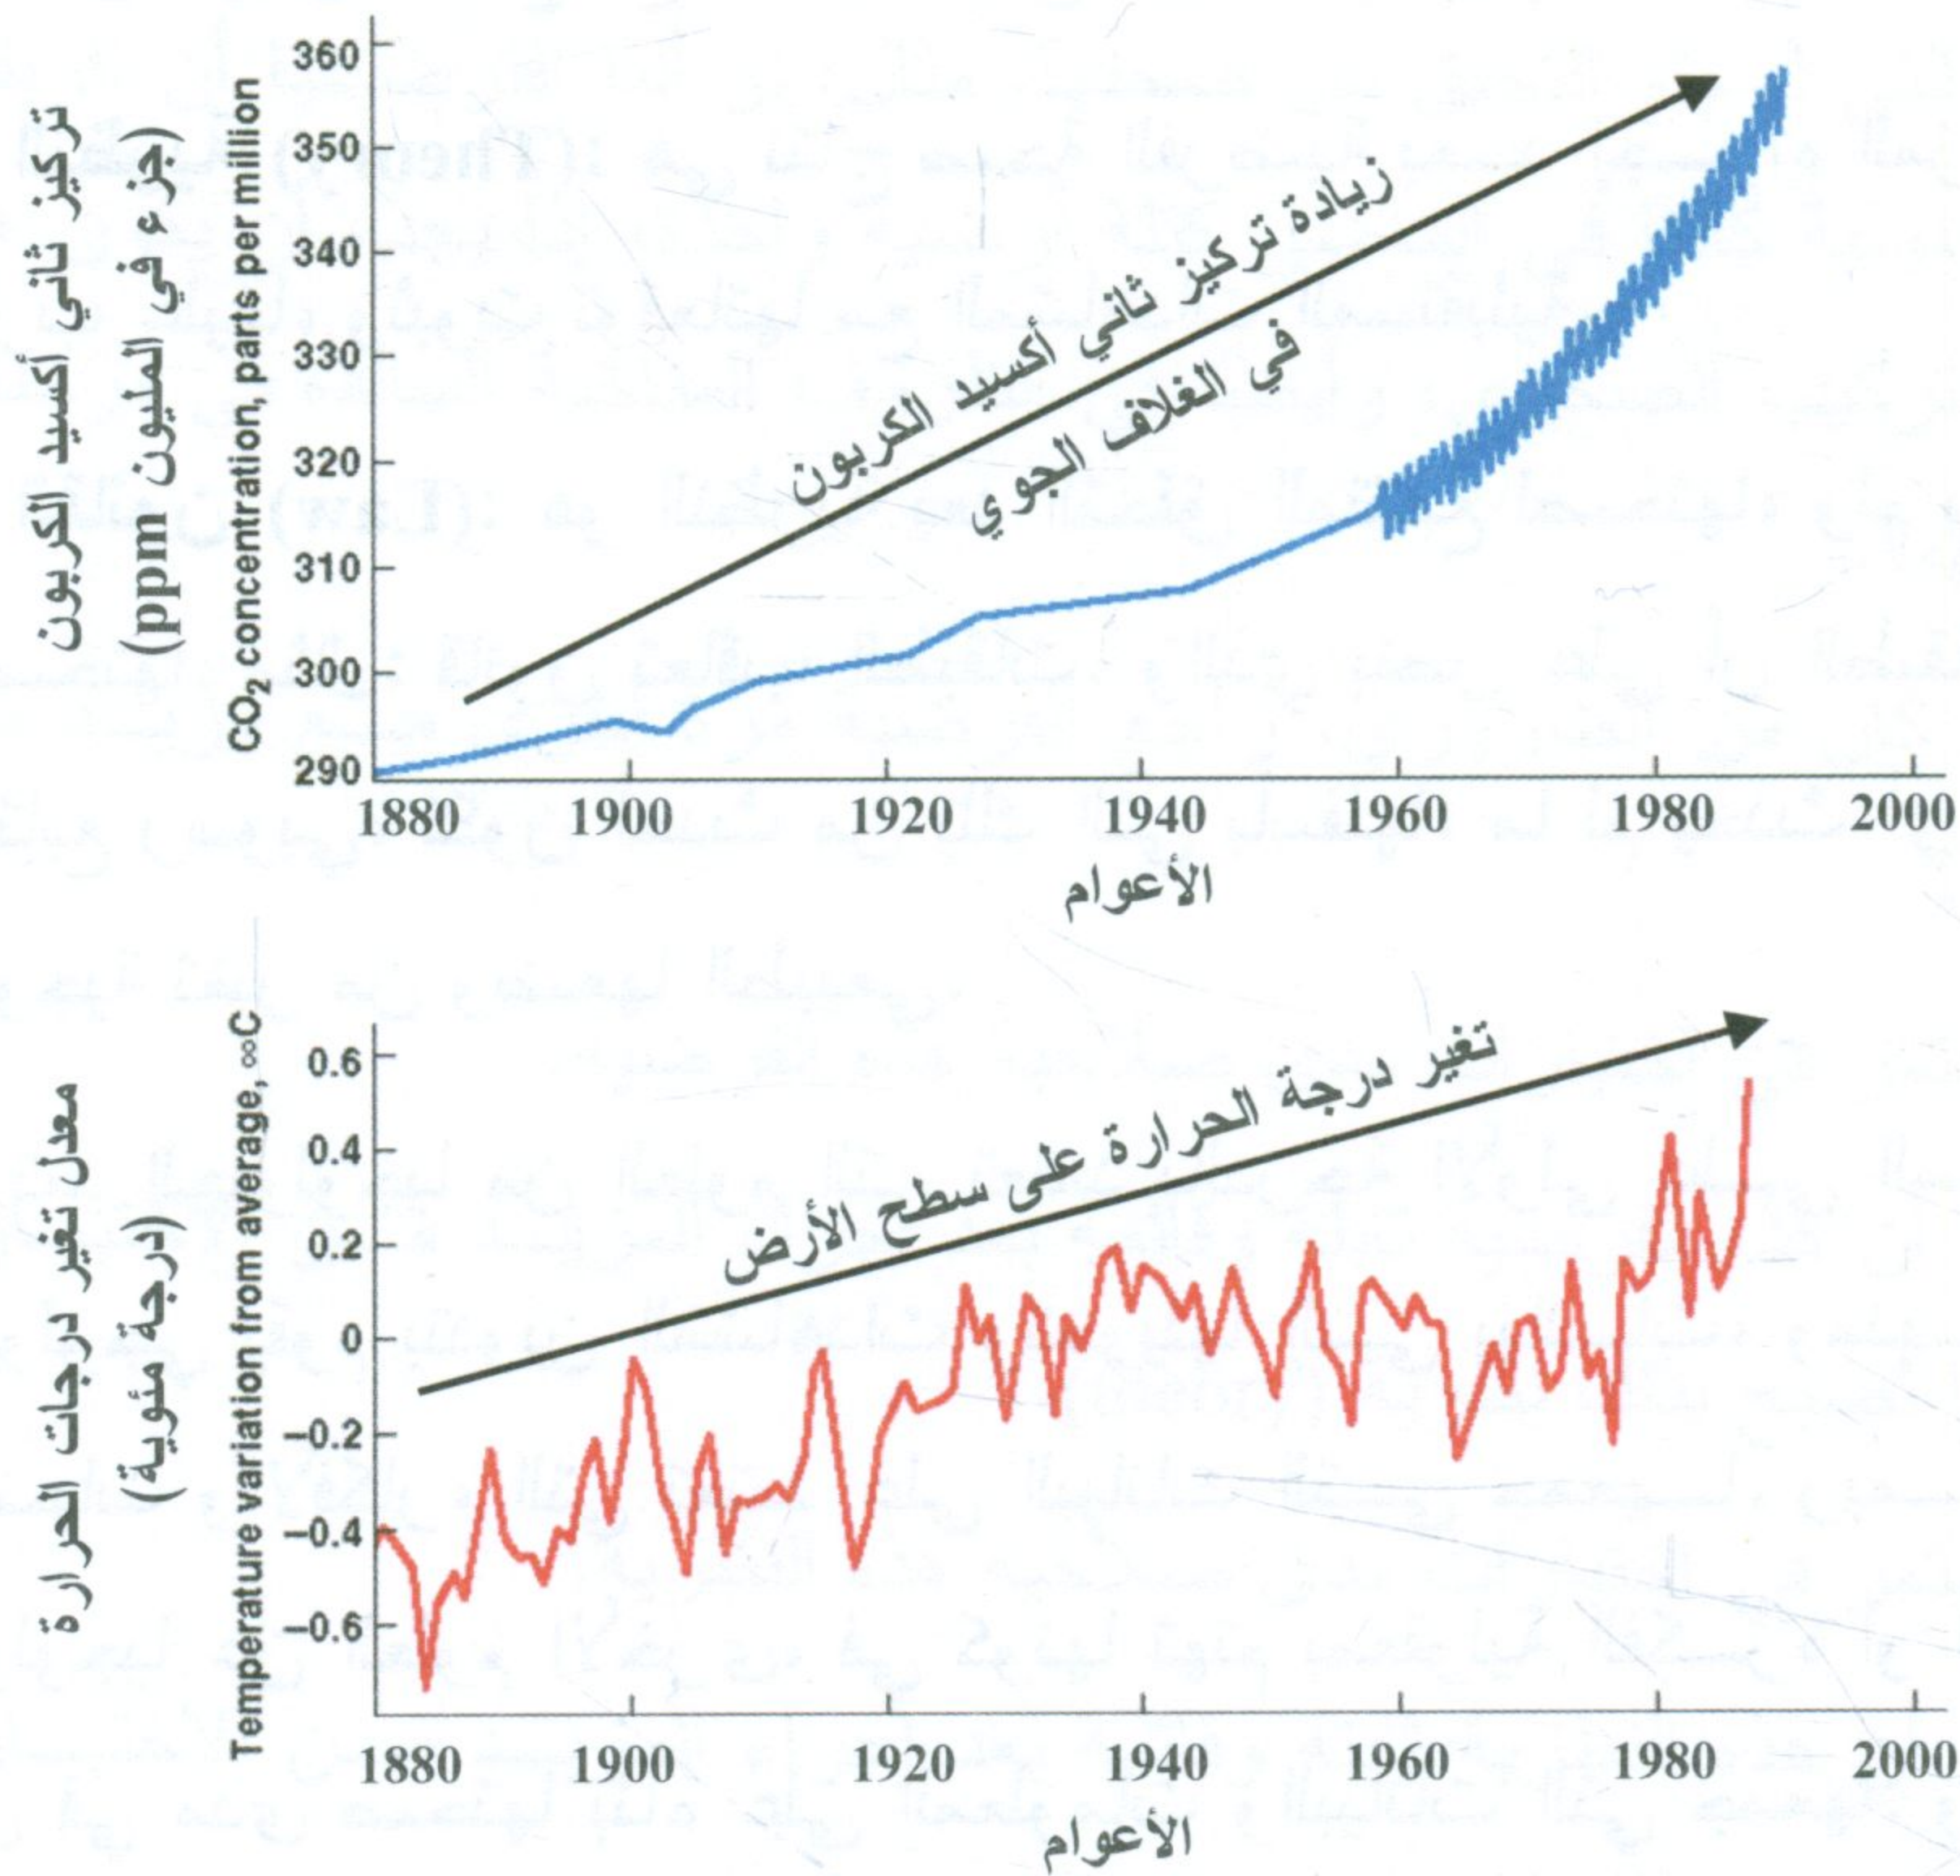 تركيز ثاني أكسيد الكربون
(جزء في المليون ppm)
CO₂ concentration, parts per million
360
350
340
330
320
310
300
290
زيادة تركيز ثاني أكسيد الكربون
في الغلاف الجوي
1880 1900 1920 1940 1960 1980 2000
الأعوام
معدل تغير درجات الحرارة
(درجة مئوية)
Temperature variation from average, ∞C
0.6
0.4
0.2
0
−0.2
−0.4
−0.6
تغير درجة الحرارة على سطح الأرض
1880 1900 1920 1940 1960 1980 2000
الأعوام